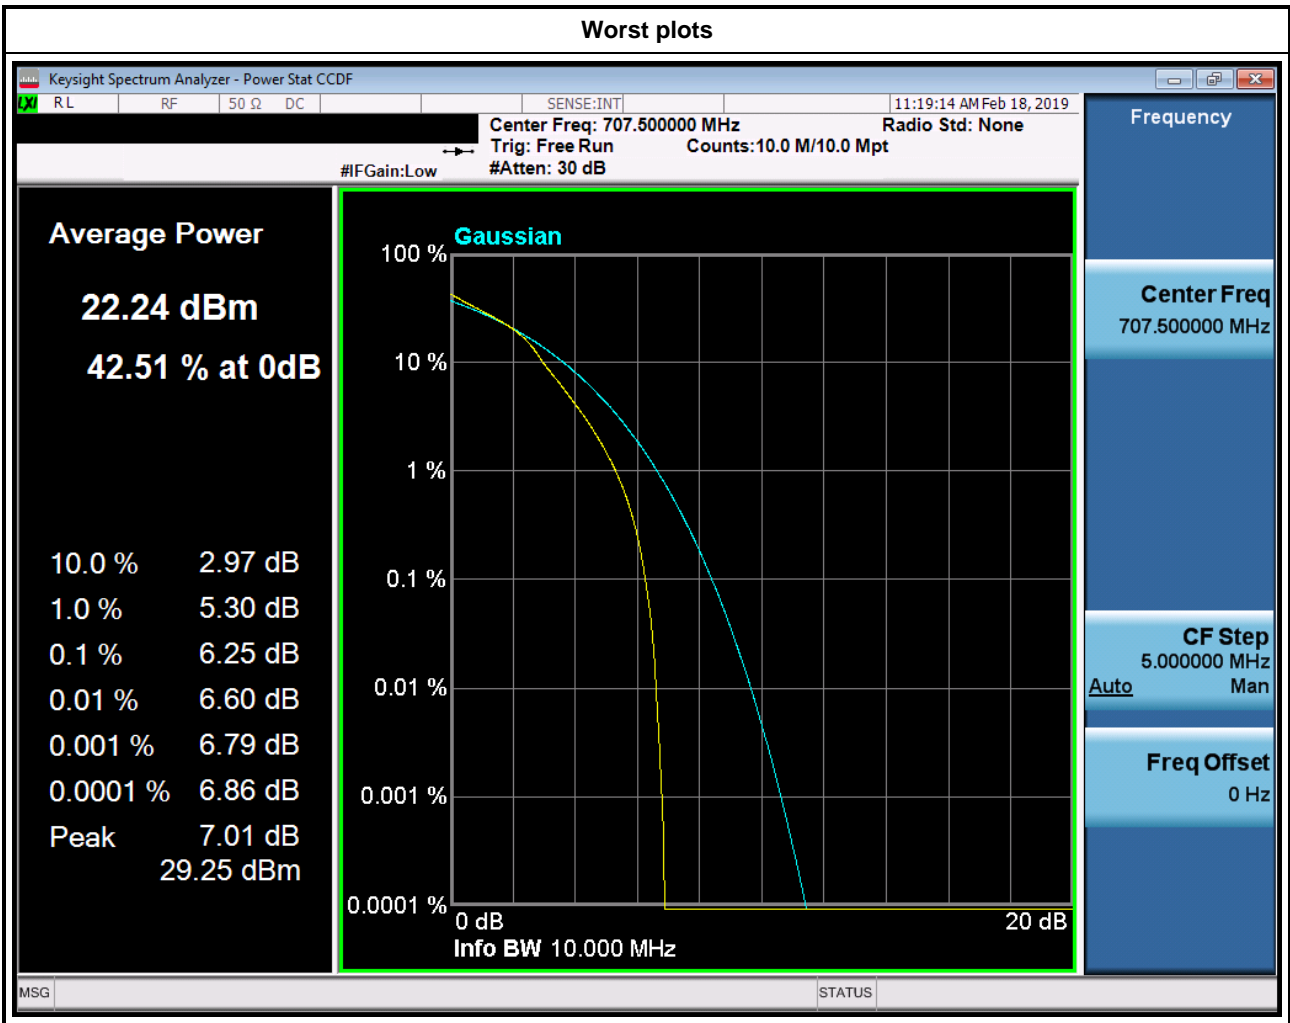 Worst plots
Keysight Spectrum Analyzer - Power Stat CCDF
LXI RL RF 50 Ω DC SENSE:INT 11:19:14 AM Feb 18, 2019
Center Freq: 707.500000 MHz Radio Std: None
Trig: Free Run Counts:10.0 M/10.0 Mpt
#IFGain:Low #Atten: 30 dB
Average Power
22.24 dBm
42.51 % at 0dB
10.0 % 2.97 dB
1.0 % 5.30 dB
0.1 % 6.25 dB
0.01 % 6.60 dB
0.001 % 6.79 dB
0.0001 % 6.86 dB
Peak 7.01 dB
29.25 dBm
Gaussian
100 %
10 %
1 %
0.1 %
0.01 %
0.001 %
0.0001 %
0 dB 20 dB
Info BW 10.000 MHz
Frequency
Center Freq
707.500000 MHz
CF Step
5.000000 MHz
Auto Man
Freq Offset
0 Hz
MSG STATUS